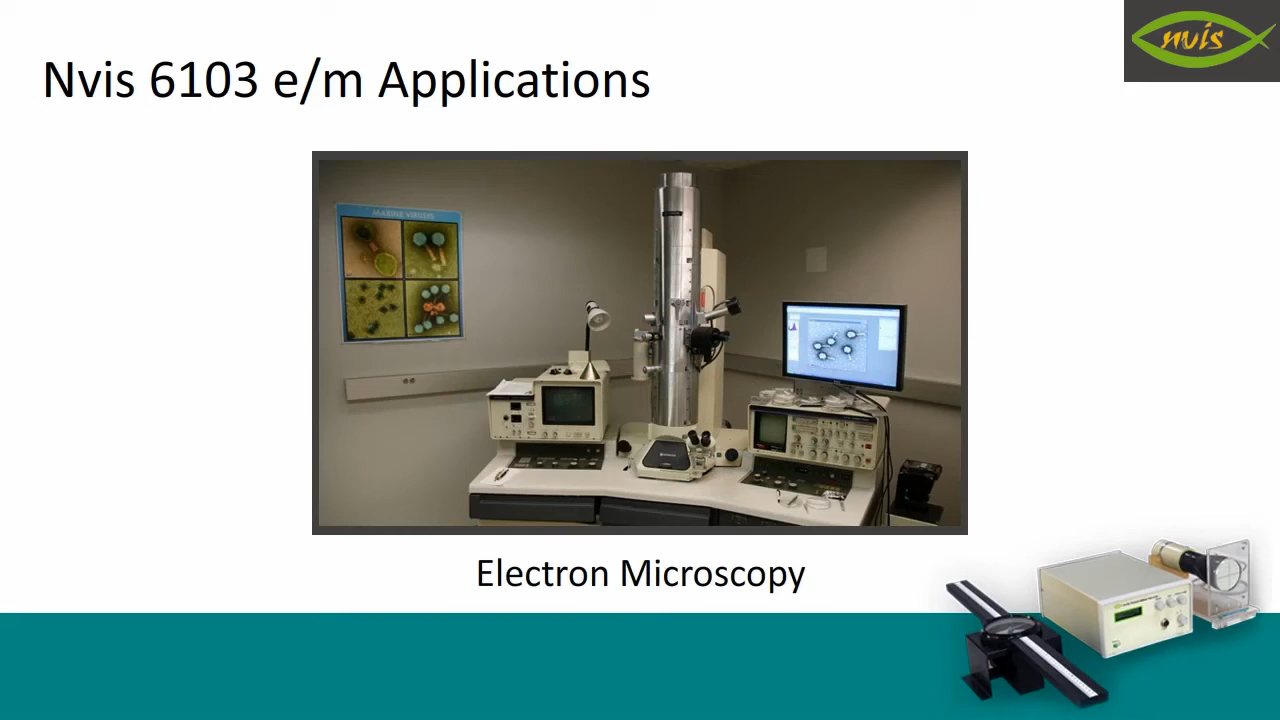 nvis
Nvis 6103 e/m Applications
MARINE VIRUSES
Electron Microscopy